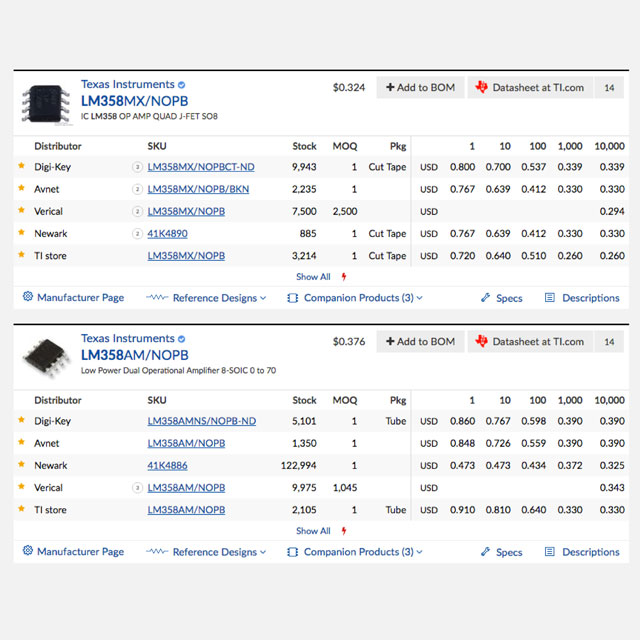 Texas Instruments
LM358MX/NOPB
IC LM358 OP AMP QUAD J-FET SO8
$0.324 Add to BOM Datasheet at TI.com 14
Distributor SKU Stock MOQ Pkg 1 10 100 1,000 10,000
Digi-Key 3 LM358MX/NOPBCT-ND 9,943 1 Cut Tape USD 0.800 0.700 0.537 0.339 0.339
Avnet 2 LM358MX/NOPB/BKN 2,235 1 USD 0.767 0.639 0.412 0.330 0.330
Verical 2 LM358MX/NOPB 7,500 2,500 USD 0.294
Newark 2 41K4890 885 1 Cut Tape USD 0.767 0.639 0.412 0.330 0.330
TI store LM358MX/NOPB 3,214 1 Cut Tape USD 0.720 0.640 0.510 0.260 0.260
Show All
Manufacturer Page Reference Designs Companion Products (3) Specs Descriptions
Texas Instruments
LM358AM/NOPB
Low Power Dual Operational Amplifier 8-SOIC 0 to 70
$0.376 Add to BOM Datasheet at TI.com 14
Distributor SKU Stock MOQ Pkg 1 10 100 1,000 10,000
Digi-Key LM358AMNS/NOPB-ND 5,101 1 Tube USD 0.860 0.767 0.598 0.390 0.390
Avnet LM358AM/NOPB 1,350 1 USD 0.848 0.726 0.559 0.390 0.390
Newark 41K4886 122,994 1 USD 0.473 0.473 0.434 0.372 0.325
Verical 3 LM358AM/NOPB 9,975 1,045 USD 0.343
TI store LM358AM/NOPB 2,105 1 Tube USD 0.910 0.810 0.640 0.330 0.330
Show All
Manufacturer Page Reference Designs Companion Products (3) Specs Descriptions